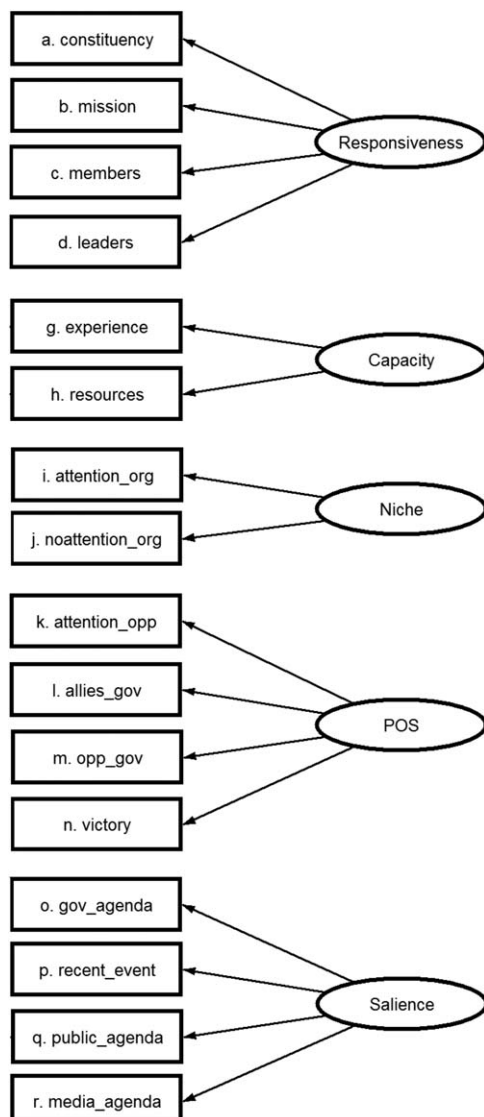 a. constituency
b. mission
c. members
d. leaders
Responsiveness
g. experience
h. resources
Capacity
i. attention_org
j. noattention_org
Niche
k. attention_opp
l. allies_gov
m. opp_gov
n. victory
POS
o. gov_agenda
p. recent_event
q. public_agenda
r. media_agenda
Salience